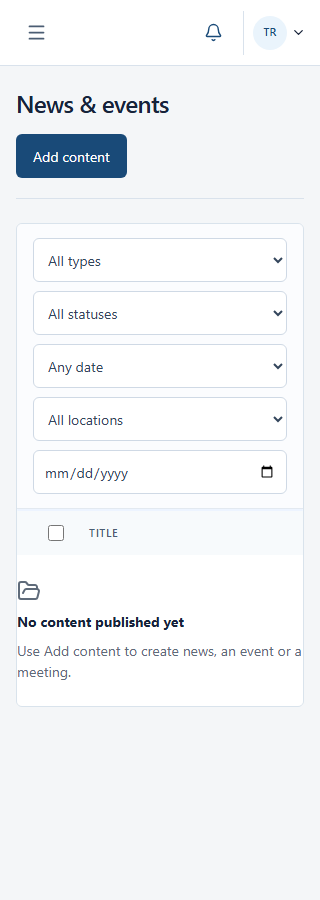 TR
News & events
Add content
All types
All statuses
Any date
All locations
mm/dd/yyyy
TITLE
No content published yet
Use Add content to create news, an event or a
meeting.